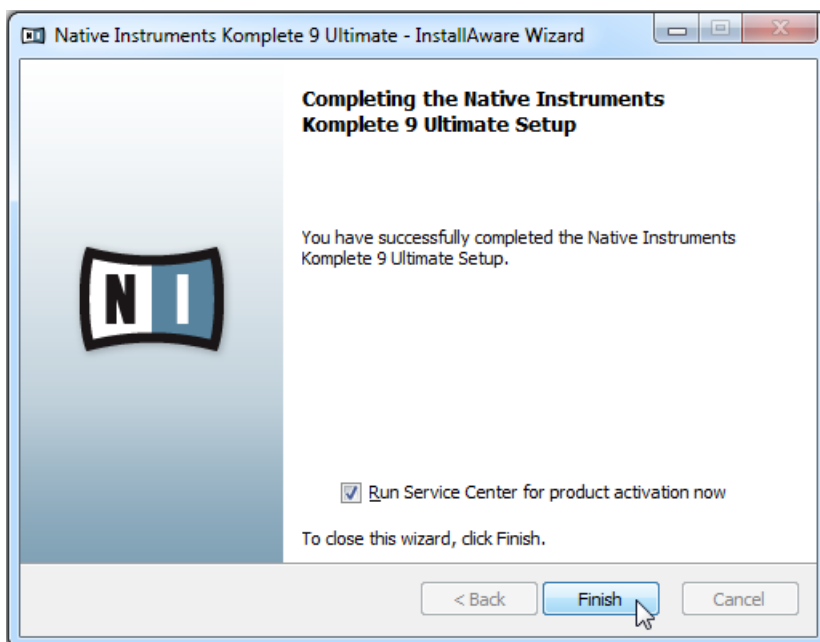 Native Instruments Komplete 9 Ultimate - InstallAware Wizard
Completing the Native Instruments
Komplete 9 Ultimate Setup
You have successfully completed the Native Instruments
Komplete 9 Ultimate Setup.
N I
Run Service Center for product activation now
To close this wizard, click Finish.
< Back Finish Cancel